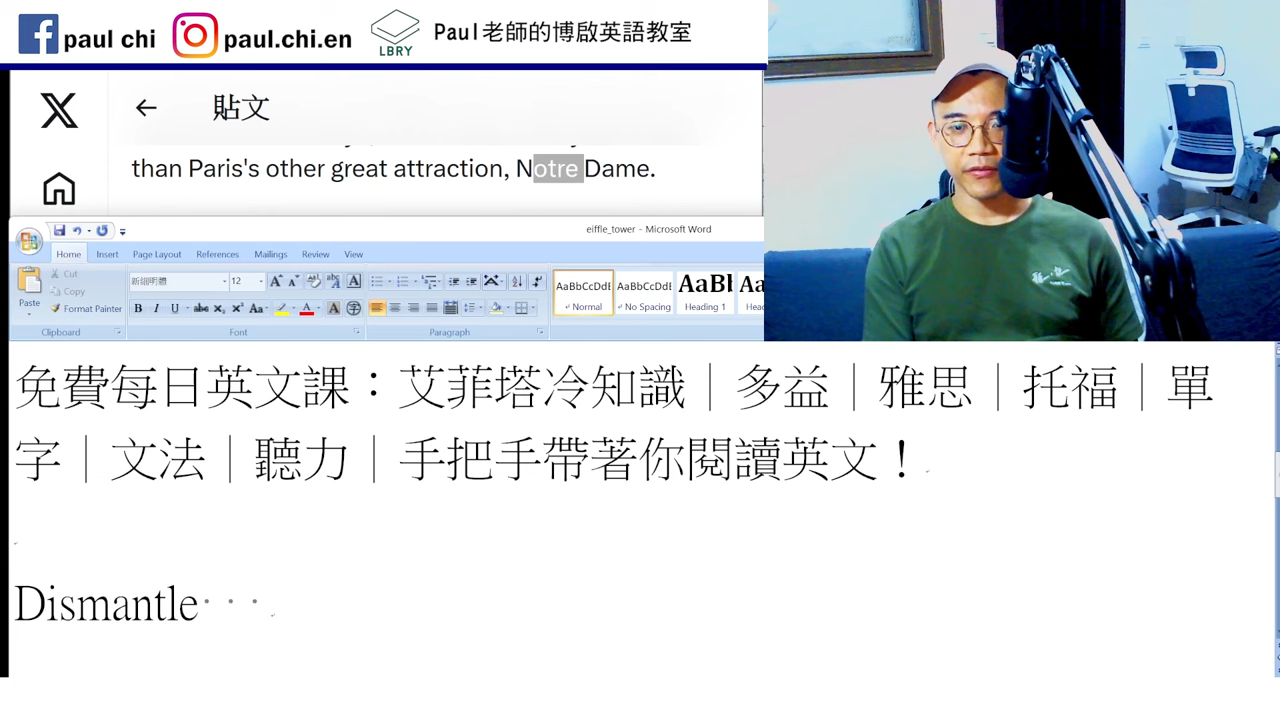 paul chi
paul.chi.en
LBRY
Paul老師的博啟英語教室
貼文
than Paris's other great attraction, Notre Dame.
eiffle_tower - Microsoft Word
Home Insert Page Layout References Mailings Review View
Cut
Copy
Paste
Format Painter
新細明體 12
AaBbCcDdE AaBbCcDdE AaBbC
Normal No Spacing Heading 1
Clipboard Font Paragraph
免費每日英文課：艾菲塔冷知識｜多益｜雅思｜托福｜單
字｜文法｜聽力｜手把手帶著你閱讀英文！
Dismantle